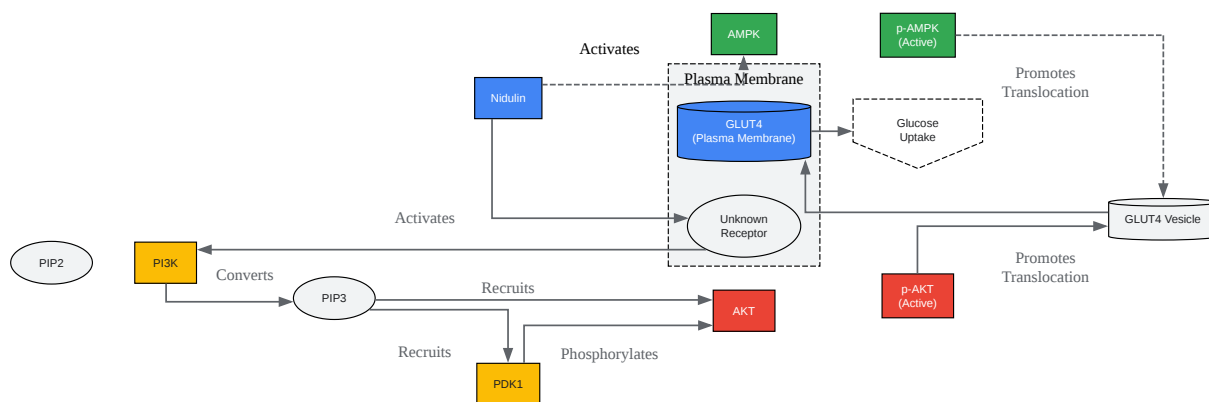 AMPK
p-AMPK
(Active)
Activates
Plasma Membrane
Promotes
Translocation
Nidulin
GLUT4
(Plasma Membrane)
Glucose
Uptake
Activates
Unknown
Receptor
GLUT4 Vesicle
PIP2
PI3K
Converts
Promotes
Translocation
PIP3
Recruits
AKT
p-AKT
(Active)
Recruits
Phosphorylates
PDK1